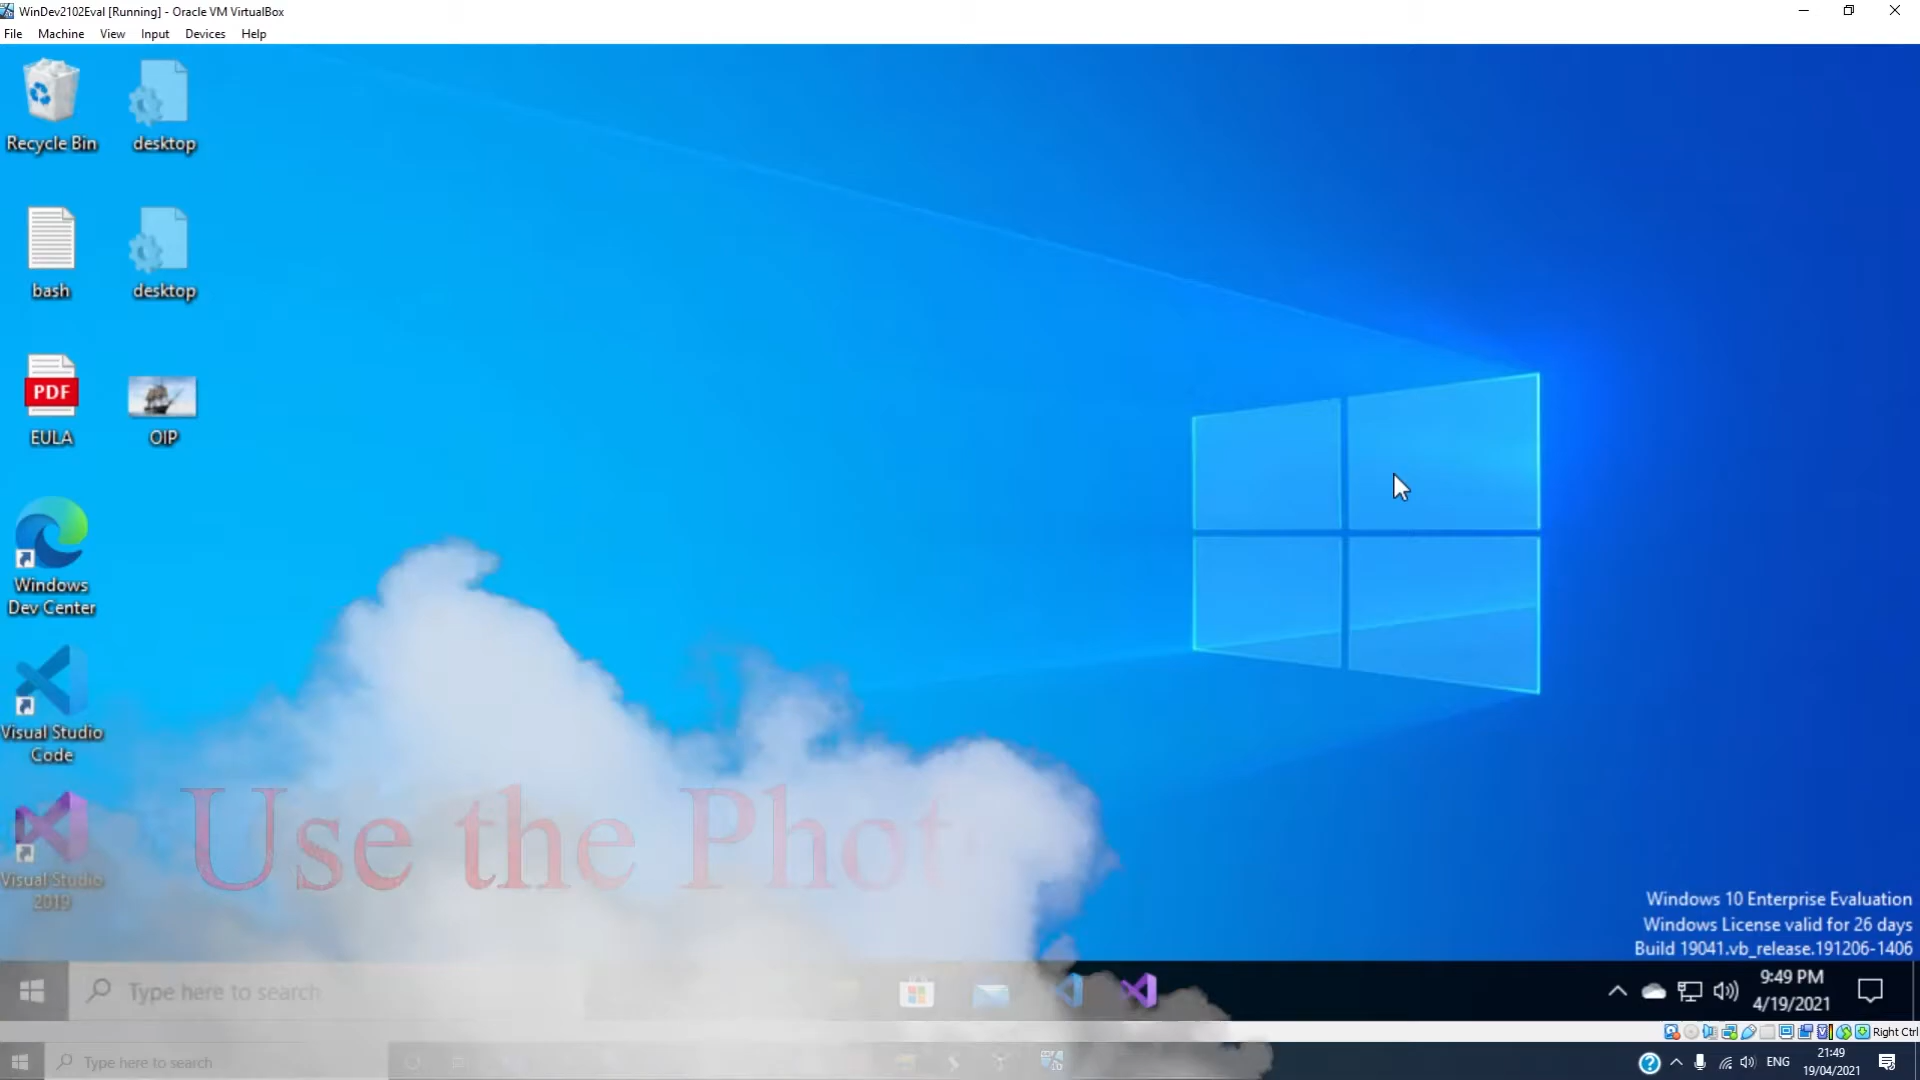 WinDev2102Eval [Running] - Oracle VM VirtualBox
File Machine View Input Devices Help
Recycle Bin
desktop
bash
desktop
PDF
EULA
OIP
Windows
Dev Center
Visual Studio
Code
Visual Studio
2019
Use the Phot
Windows 10 Enterprise Evaluation
Windows License valid for 26 days
Build 19041.vb_release.191206-1406
Type here to search
9:49 PM
4/19/2021
Right Ctrl
Type here to search
ENG
21:49
19/04/2021